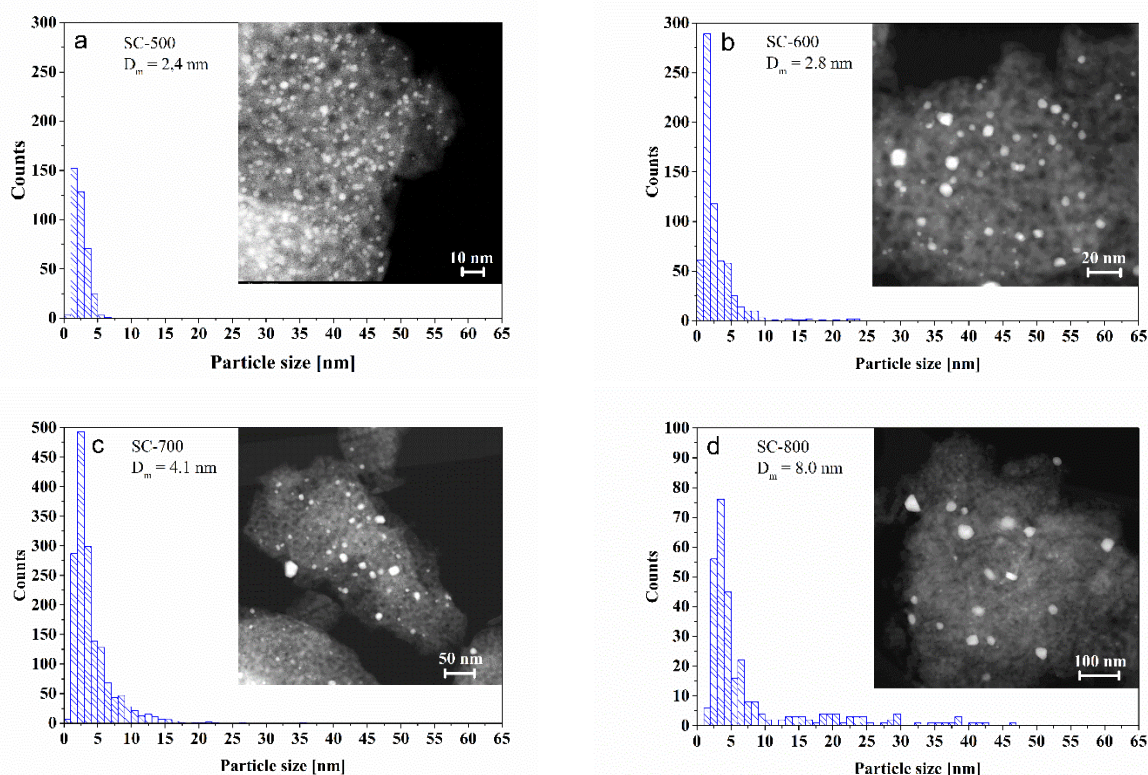 a SC-500
Dm = 2,4 nm
300
250
200
150
100
50
0
Counts
10 nm
0 5 10 15 20 25 30 35 40 45 50 55 60 65
Particle size [nm]
b SC-600
Dm = 2.8 nm
300
250
200
150
100
50
0
Counts
20 nm
0 5 10 15 20 25 30 35 40 45 50 55 60 65
Particle size [nm]
c SC-700
Dm = 4.1 nm
500
450
400
350
300
250
200
150
100
50
0
Counts
50 nm
0 5 10 15 20 25 30 35 40 45 50 55 60 65
Particle size [nm]
d SC-800
Dm = 8.0 nm
100
90
80
70
60
50
40
30
20
10
0
Counts
100 nm
0 5 10 15 20 25 30 35 40 45 50 55 60 65
Particle size [nm]